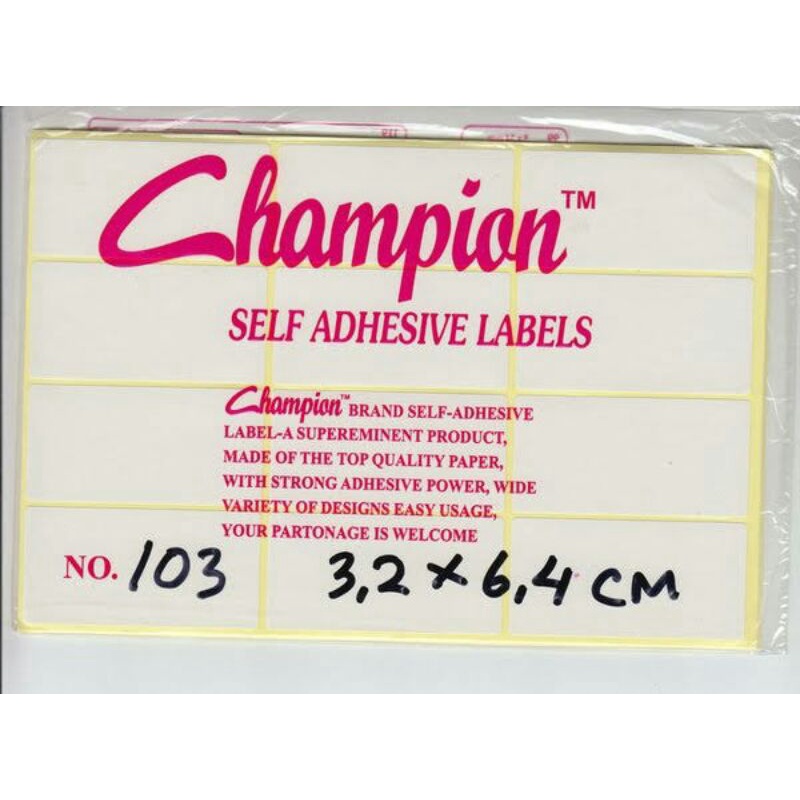 Champion™
SELF ADHESIVE LABELS
Champion™ BRAND SELF-ADHESIVE
LABEL-A SUPEREMINENT PRODUCT,
MADE OF THE TOP QUALITY PAPER,
WITH STRONG ADHESIVE POWER, WIDE
VARIETY OF DESIGNS EASY USAGE,
YOUR PARTONAGE IS WELCOME
NO. 103 3,2 x 6,4 CM